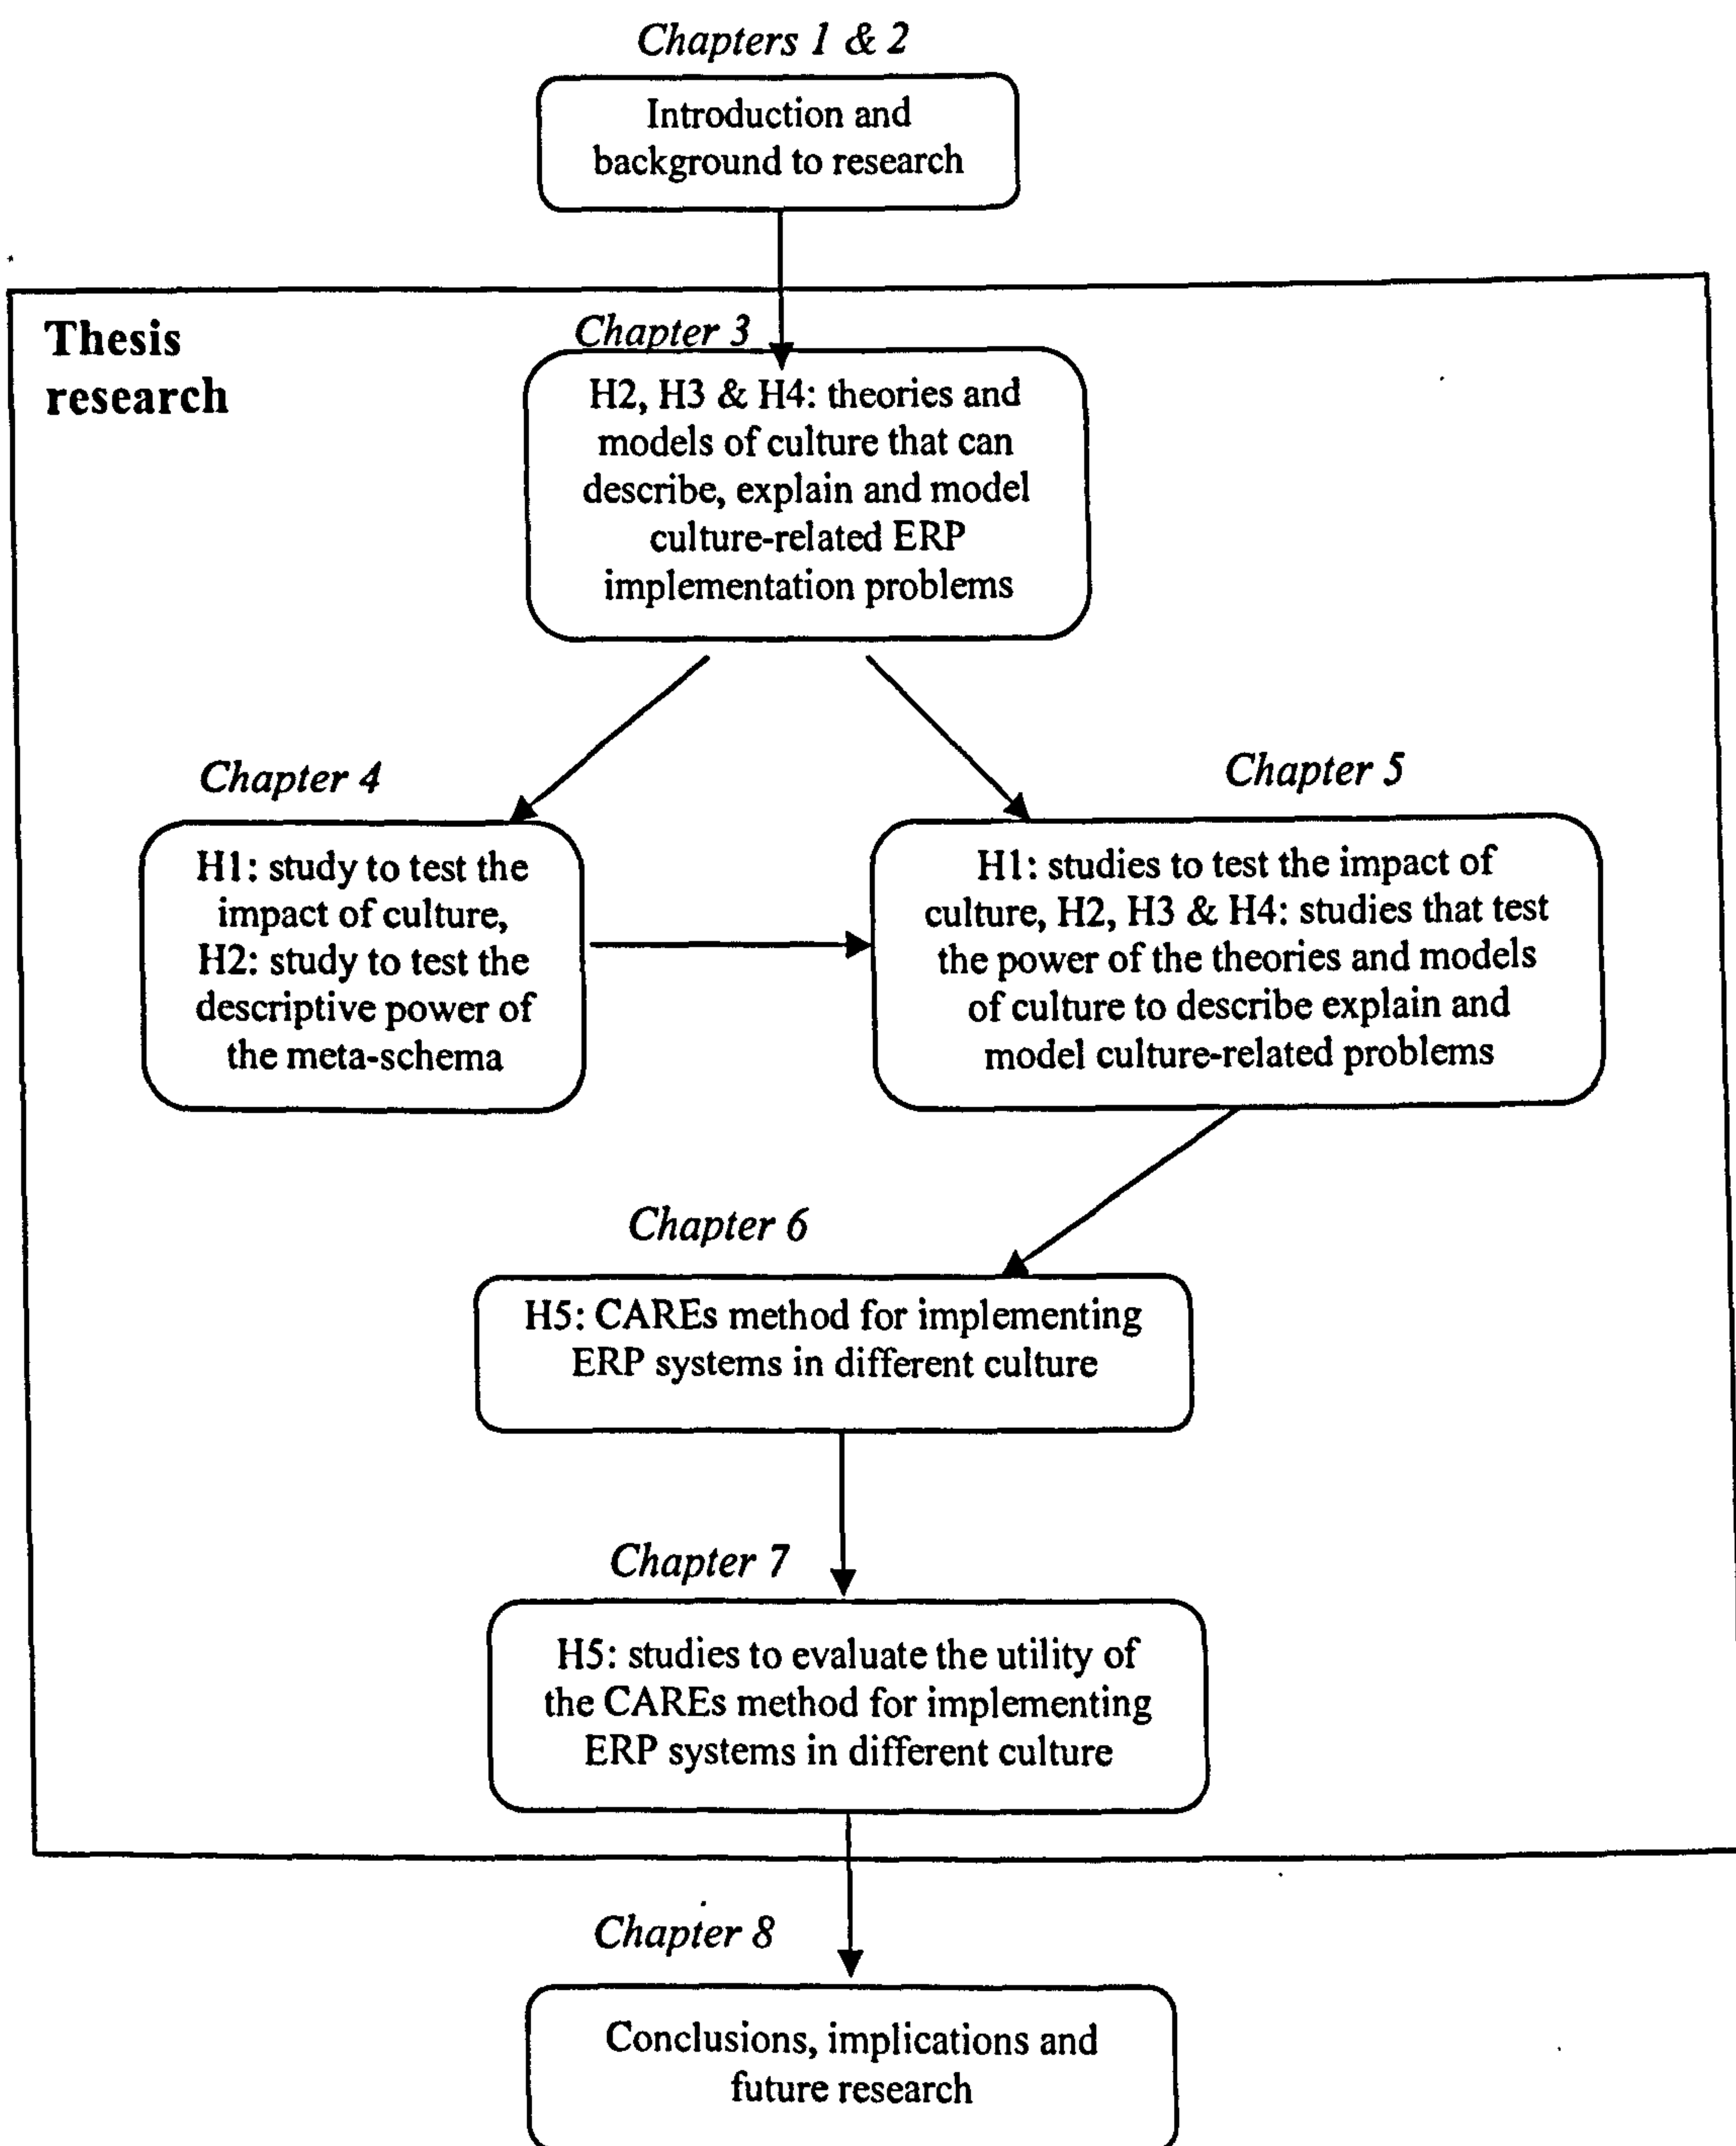 Chapters 1 & 2
Introduction and
background to research
Thesis
research
Chapter 3
H2, H3 & H4: theories and
models of culture that can
describe, explain and model
culture-related ERP
implementation problems
Chapter 4
H1: study to test the
impact of culture,
H2: study to test the
descriptive power of
the meta-schema
Chapter 5
H1: studies to test the impact of
culture, H2, H3 & H4: studies that test
the power of the theories and models
of culture to describe explain and
model culture-related problems
Chapter 6
H5: CAREs method for implementing
ERP systems in different culture
Chapter 7
H5: studies to evaluate the utility of
the CAREs method for implementing
ERP systems in different culture
Chapter 8
Conclusions, implications and
future research